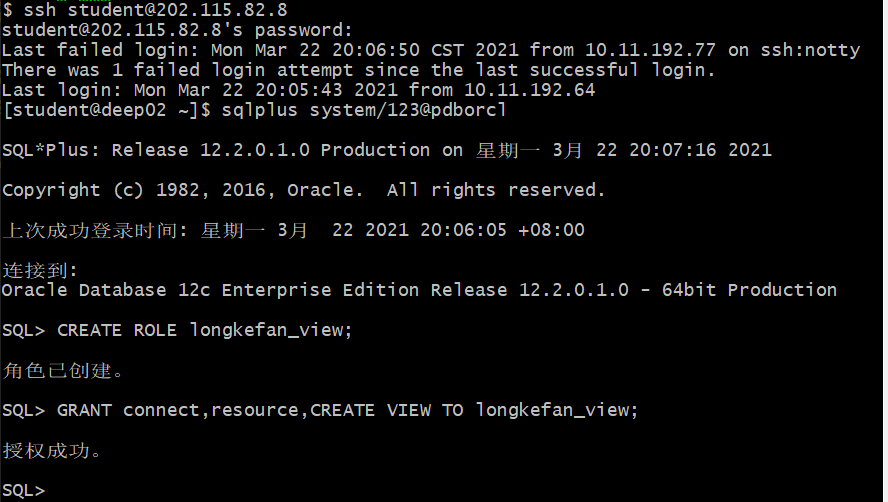 $ ssh student@202.115.82.8
student@202.115.82.8's password:
Last failed login: Mon Mar 22 20:06:50 CST 2021 from 10.11.192.77 on ssh:notty
There was 1 failed login attempt since the last successful login.
Last login: Mon Mar 22 20:05:43 2021 from 10.11.192.64
[student@deep02 ~]$ sqlplus system/123@pdborcl
SQL*Plus: Release 12.2.0.1.0 Production on 星期一 3月 22 20:07:16 2021
Copyright (c) 1982, 2016, Oracle.  All rights reserved.
上次成功登录时间: 星期一 3月  22 2021 20:06:05 +08:00
连接到:
Oracle Database 12c Enterprise Edition Release 12.2.0.1.0 - 64bit Production
SQL> CREATE ROLE longkefan_view;
角色已创建。
SQL> GRANT connect,resource,CREATE VIEW TO longkefan_view;
授权成功。
SQL>